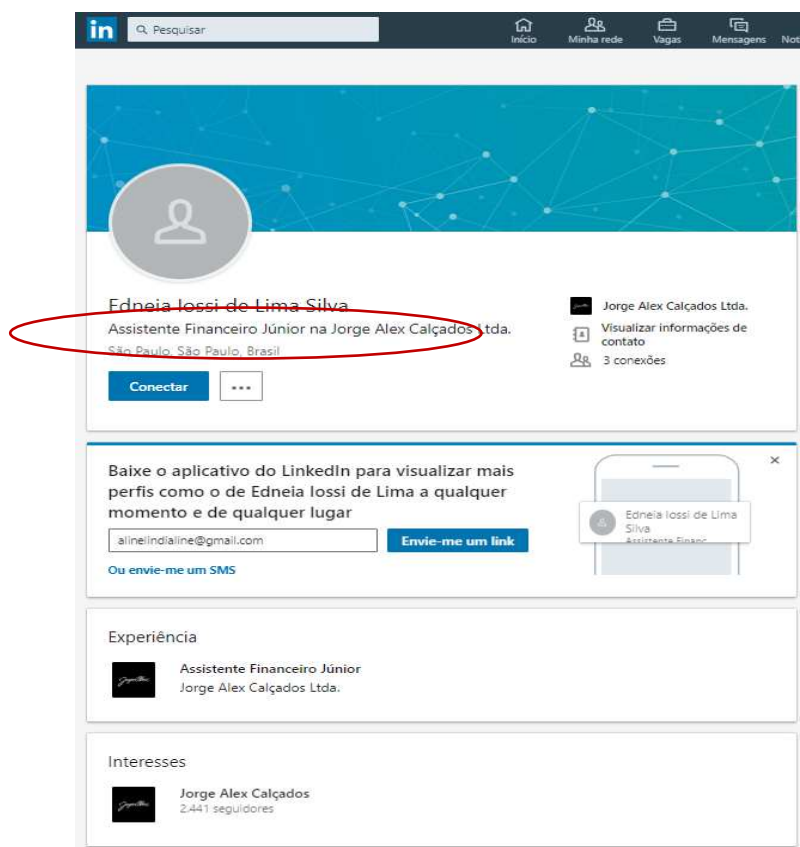 in
Pesquisar
Início
Minha rede
Vagas
Mensagens
Not
Edneia Iossi de Lima Silva
Assistente Financeiro Júnior na Jorge Alex Calçados Ltda.
São Paulo, São Paulo, Brasil
Conectar
...
Jorge Alex Calçados Ltda.
Visualizar informações de
contato
3 conexões
Baixe o aplicativo do LinkedIn para visualizar mais
perfis como o de Edneia Iossi de Lima a qualquer
momento e de qualquer lugar
alinelindialine@gmail.com
Envie-me um link
Ou envie-me um SMS
Edneia Iossi de Lima
Silva
Assistente Financ
Experiência
Assistente Financeiro Júnior
Jorge Alex Calçados Ltda.
Interesses
Jorge Alex Calçados
2.441 seguidores